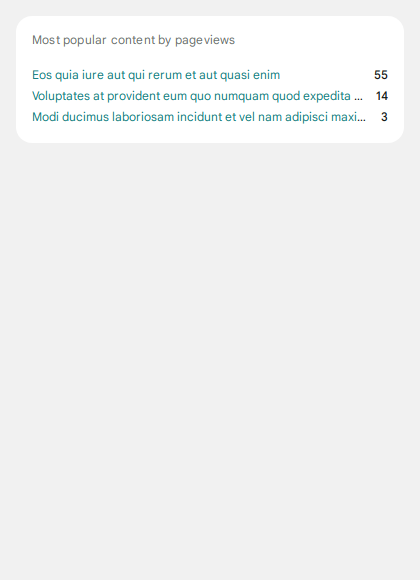 Most popular content by pageviews
Eos quia iure aut qui rerum et aut quasi enim 55
Voluptates at provident eum quo numquam quod expedita ... 14
Modi ducimus laboriosam incidunt et vel nam adipisci maxi... 3